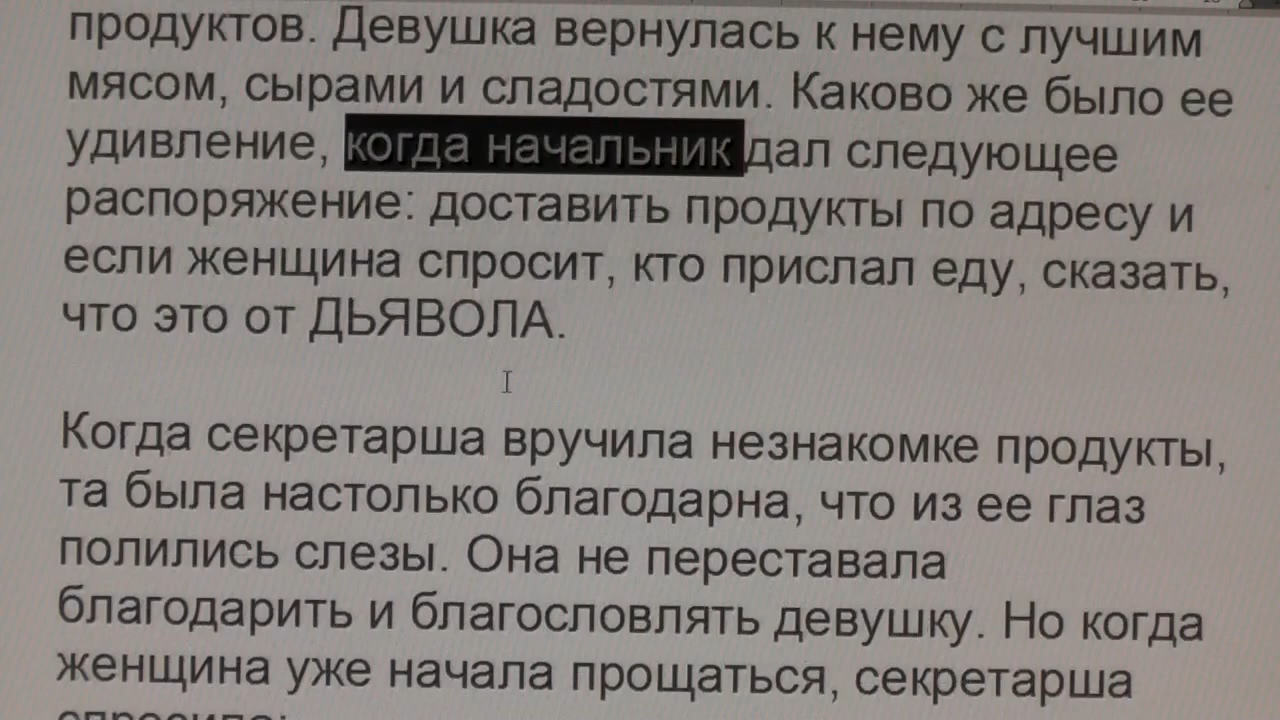 продуктов. Девушка вернулась к нему с лучшим
мясом, сырами и сладостями. Каково же было ее
удивление, когда начальник дал следующее
распоряжение: доставить продукты по адресу и
если женщина спросит, кто прислал еду, сказать,
что это от ДЬЯВОЛА.
Когда секретарша вручила незнакомке продукты,
та была настолько благодарна, что из ее глаз
полились слезы. Она не переставала
благодарить и благословлять девушку. Но когда
женщина уже начала прощаться, секретарша